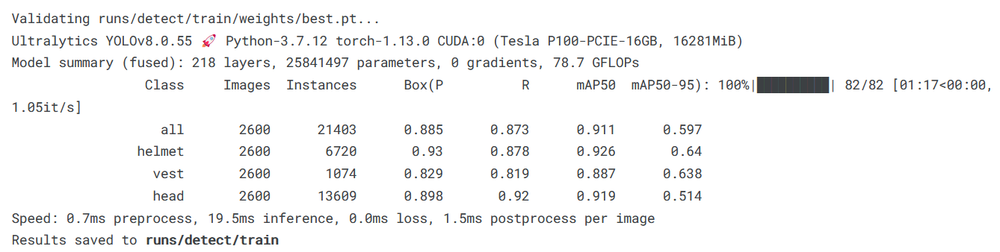 Validating runs/detect/train/weights/best.pt...
Ultralytics YOLOv8.0.55 🚀 Python-3.7.12 torch-1.13.0 CUDA:0 (Tesla P100-PCIE-16GB, 16281MiB)
Model summary (fused): 218 layers, 25841497 parameters, 0 gradients, 78.7 GFLOPs
Class Images Instances Box(P R mAP50 mAP50-95): 100%|██████████| 82/82 [01:17<00:00,
1.05it/s]
all 2600 21403 0.885 0.873 0.911 0.597
helmet 2600 6720 0.93 0.878 0.926 0.64
vest 2600 1074 0.829 0.819 0.887 0.638
head 2600 13609 0.898 0.92 0.919 0.514
Speed: 0.7ms preprocess, 19.5ms inference, 0.0ms loss, 1.5ms postprocess per image
Results saved to runs/detect/train